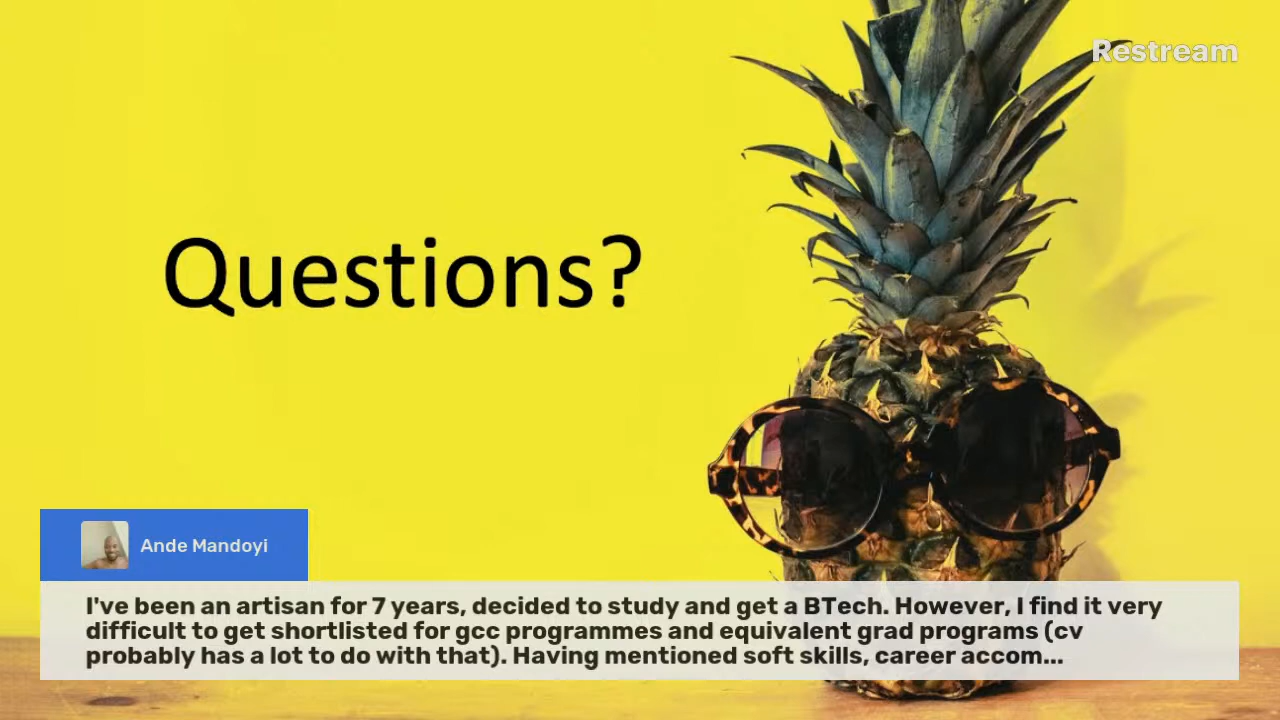 Restream
Questions?
Ande Mandoyi
I've been an artisan for 7 years, decided to study and get a BTech. However, I find it very
difficult to get shortlisted for gcc programmes and equivalent grad programs (cv
probably has a lot to do with that). Having mentioned soft skills, career accom...